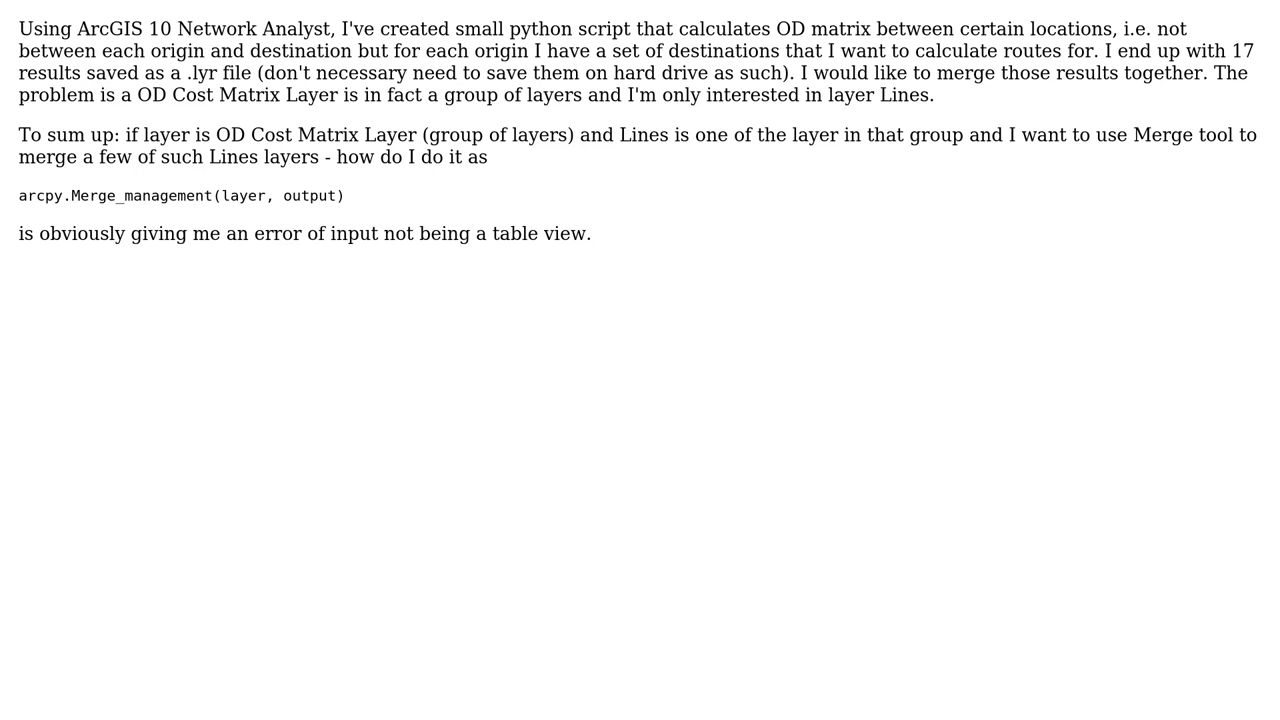 Using ArcGIS 10 Network Analyst, I've created small python script that calculates OD matrix between certain locations, i.e. not
between each origin and destination but for each origin I have a set of destinations that I want to calculate routes for. I end up with 17
results saved as a .lyr file (don't necessary need to save them on hard drive as such). I would like to merge those results together. The
problem is a OD Cost Matrix Layer is in fact a group of layers and I'm only interested in layer Lines.
To sum up: if layer is OD Cost Matrix Layer (group of layers) and Lines is one of the layer in that group and I want to use Merge tool to
merge a few of such Lines layers - how do I do it as
arcpy.Merge_management(layer, output)
is obviously giving me an error of input not being a table view.